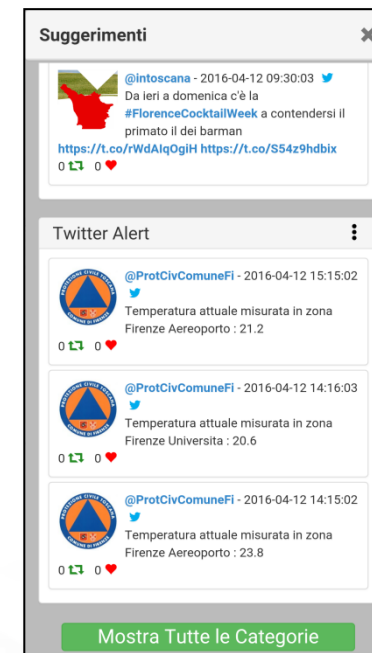 Suggerimenti
@intoscana - 2016-04-12 09:30:03
Da ieri a domenica c'è la
#FlorenceCocktailWeek a contendersi il
primato il dei barman
https://t.co/rWdAIqOgiH https://t.co/S54z9hdbix
0 0
Twitter Alert
@ProtCivComuneFi - 2016-04-12 15:15:02
Temperatura attuale misurata in zona
Firenze Aereoporto : 21.2
0 0
@ProtCivComuneFi - 2016-04-12 14:16:03
Temperatura attuale misurata in zona
Firenze Universita : 20.6
0 0
@ProtCivComuneFi - 2016-04-12 14:15:02
Temperatura attuale misurata in zona
Firenze Aereoporto : 23.8
0 0
Mostra Tutte le Categorie